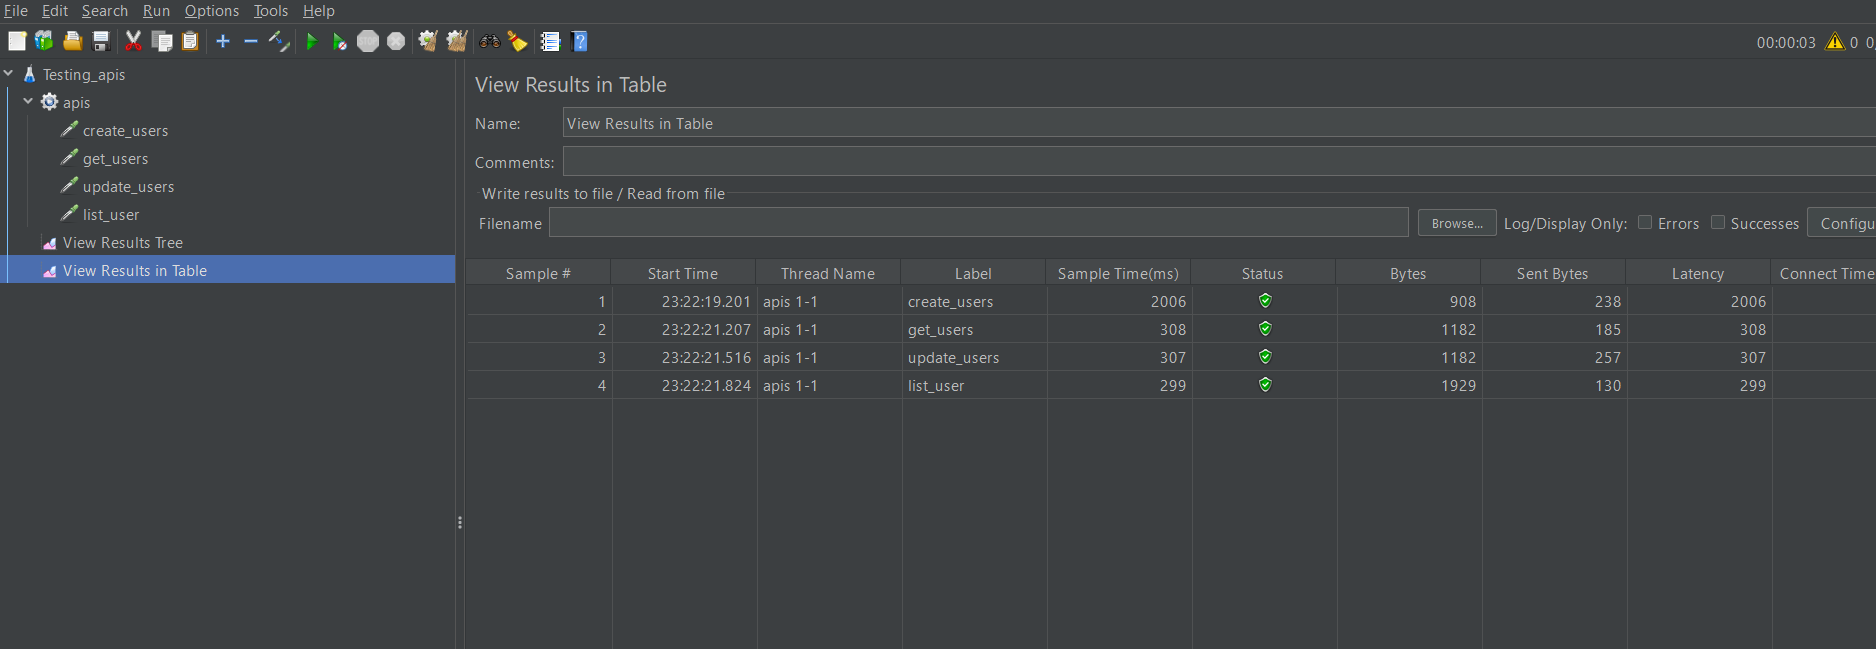 File Edit Search Run Options Tools Help
00:00:03 0 0
Testing_apis
apis
create_users
get_users
update_users
list_user
View Results Tree
View Results in Table
View Results in Table
Name: View Results in Table
Comments:
Write results to file / Read from file
Filename Browse... Log/Display Only: Errors Successes Configu
Sample # Start Time Thread Name Label Sample Time(ms) Status Bytes Sent Bytes Latency Connect Time
1 23:22:19.201 apis 1-1 create_users 2006 908 238 2006
2 23:22:21.207 apis 1-1 get_users 308 1182 185 308
3 23:22:21.516 apis 1-1 update_users 307 1182 257 307
4 23:22:21.824 apis 1-1 list_user 299 1929 130 299